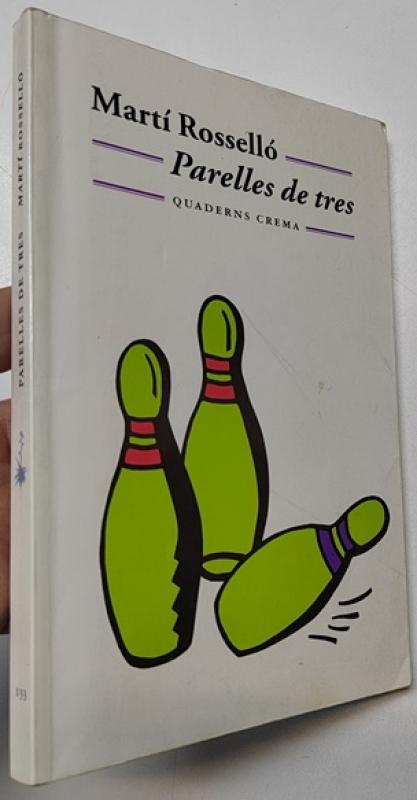 Martí Rosselló
Parelles de tres
QUADERNS CREMA
PARELLES DE TRES MARTÍ ROSSELLÓ